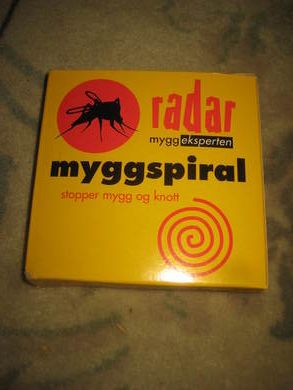 radar
myggeksperten
myggspiral
stopper mygg og knott